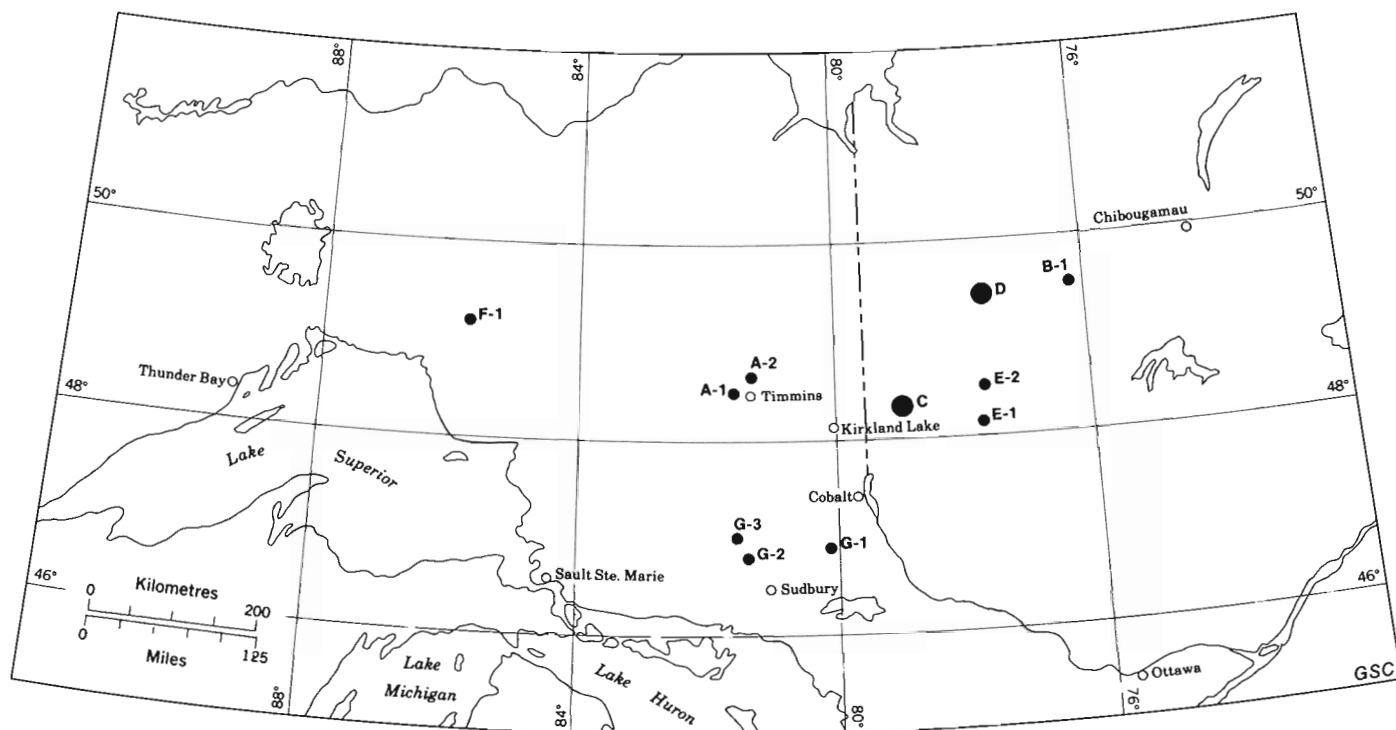 88°
84°
80°
76°
50°
50°
Chibougamau
B-1
D
F-1
A-2
Thunder Bay
A-1
Timmins
E-2
48°
48°
C
E-1
Kirkland Lake
Lake
Superior
Cobalt
G-3
G-2
G-1
46°
46°
Sault Ste. Marie
Sudbury
Kilometres
0
200
0
125
Miles
Lake
Michigan
Lake
Huron
Ottawa
GSC
88°
84°
80°
76°